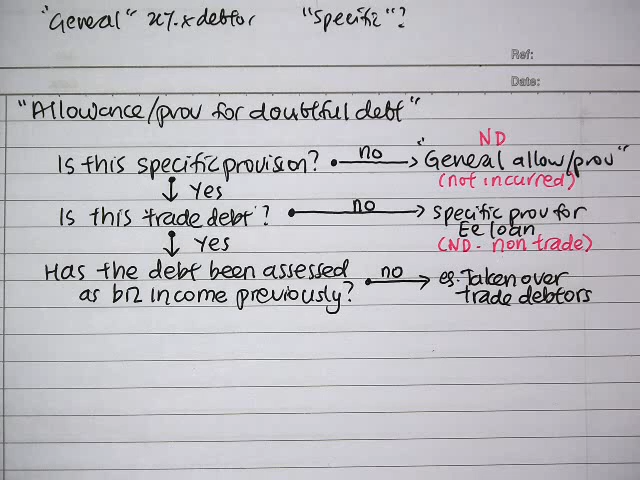 "General" x% x debtor "Specific"?
Ref:
Date:
"Allowance/prov for doubtful debt"
ND
Is this specific provision? no "General allow/prov"
(not incurred)
Yes
Is this trade debt? no specific prov for
Ee loan
Yes (ND - non trade)
Has the debt been assessed no eg. Taken over
as biz income previously? trade debtors